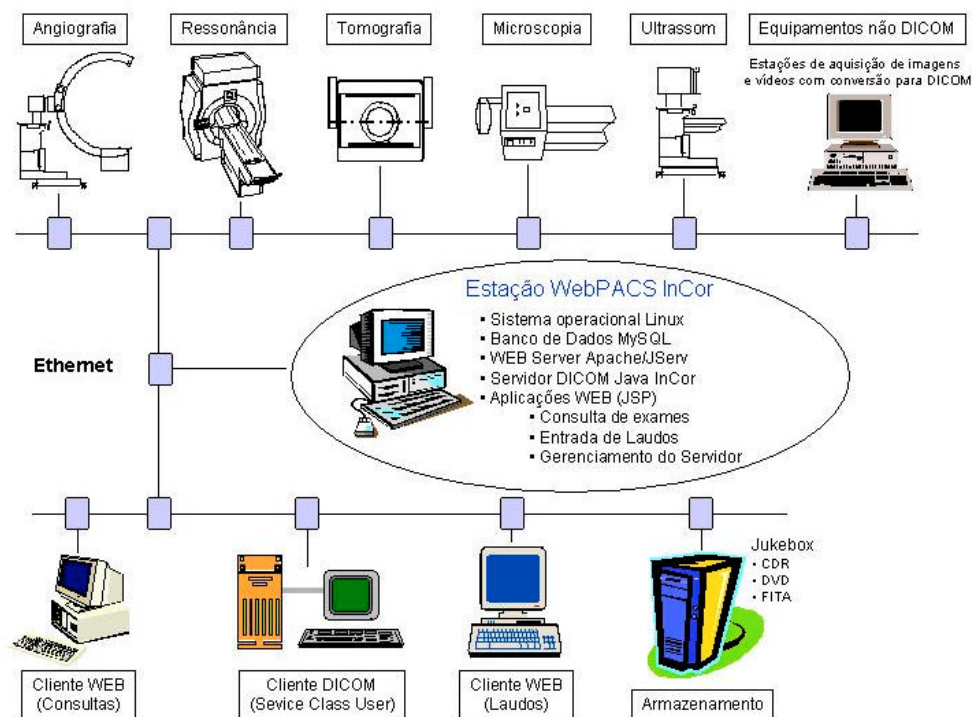 Angiografia
Ressonância
Tomografia
Microscopia
Ultrassom
Equipamentos não DICOM
Estações de aquisição de imagens
e vídeos com conversão para DICOM
Ethernet
Estação WebPACS InCor
▪ Sistema operacional Linux
▪ Banco de Dados MySQL
▪ WEB Server Apache/JServ
▪ Servidor DICOM Java InCor
▪ Aplicações WEB (JSP)
▪ Consulta de exames
▪ Entrada de Laudos
▪ Gerenciamento do Servidor
Jukebox
▪ CDR
▪ DVD
▪ FITA
Cliente WEB
(Consultas)
Cliente DICOM
(Sevice Class User)
Cliente WEB
(Laudos)
Armazenamento